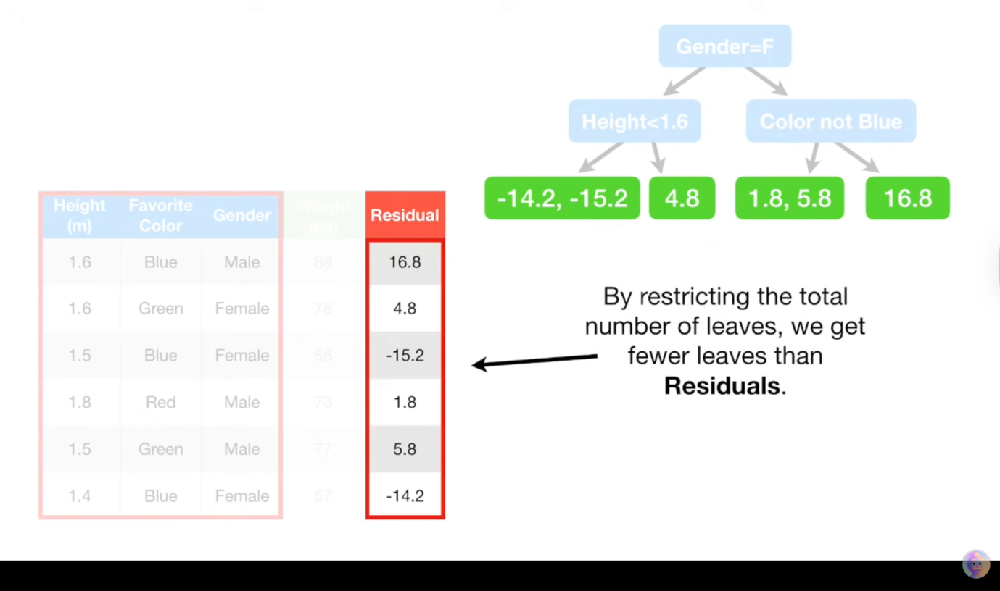 Gender=F
Height<1.6 Color not Blue
-14.2, -15.2 4.8 1.8, 5.8 16.8
Height (m) Favorite Color Gender Weight (kg) Residual
1.6 Blue Male 88 16.8
1.6 Green Female 76 4.8
1.5 Blue Female 56 -15.2
1.8 Red Male 73 1.8
1.5 Green Male 77 5.8
1.4 Blue Female 57 -14.2
By restricting the total
number of leaves, we get
fewer leaves than
Residuals.